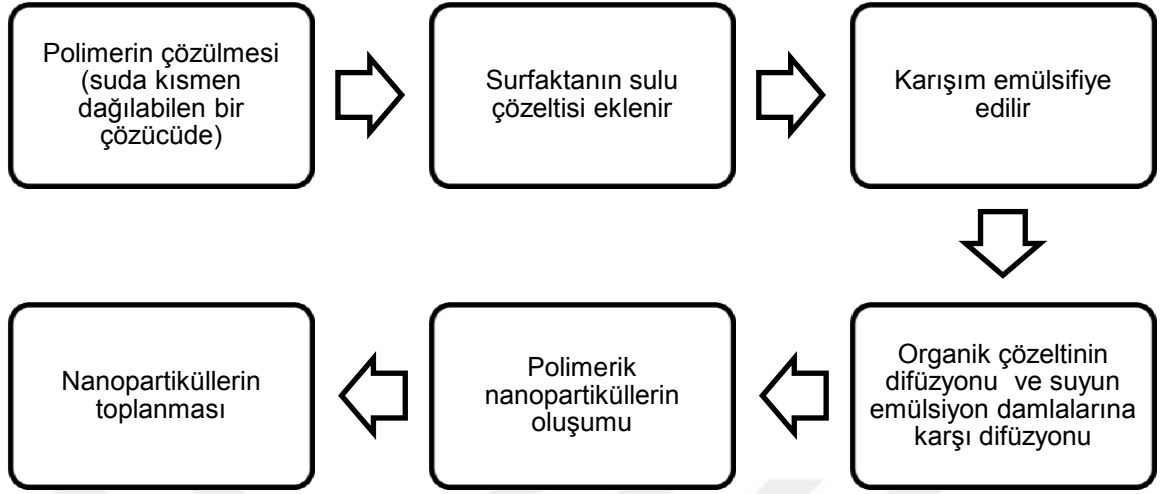 Polimerin çözülmesi
(suda kısmen
dağılabilen bir
çözücüde)
Surfaktanın sulu
çözeltisi eklenir
Karışım emülsifiye
edilir
Organik çözeltinin
difüzyonu ve suyun
emülsiyon damlalarına
karşı difüzyonu
Polimerik
nanopartiküllerin
oluşumu
Nanopartiküllerin
toplanması